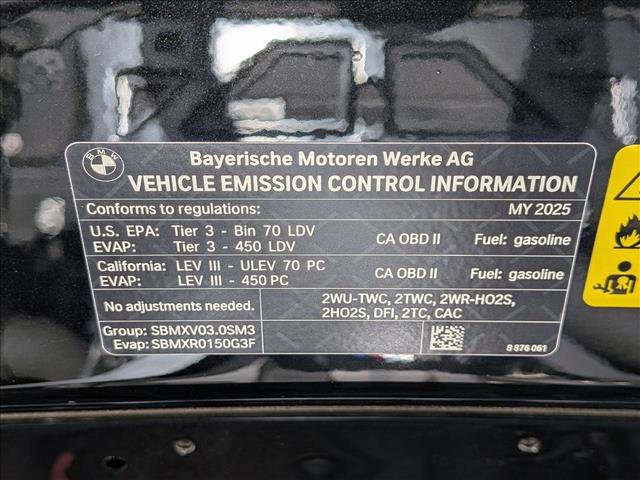 BMW
Bayerische Motoren Werke AG
VEHICLE EMISSION CONTROL INFORMATION
Conforms to regulations: MY 2025
U.S. EPA: Tier 3 - Bin 70 LDV
EVAP: Tier 3 - 450 LDV
CA OBD II Fuel: gasoline
California: LEV III - ULEV 70 PC
EVAP: LEV III - 450 PC
CA OBD II Fuel: gasoline
No adjustments needed.
2WU-TWC, 2TWC, 2WR-HO2S,
2HO2S, DFI, 2TC, CAC
Group: SBMXV03.0SM3
Evap: SBMXR0150G3F
8 876 061